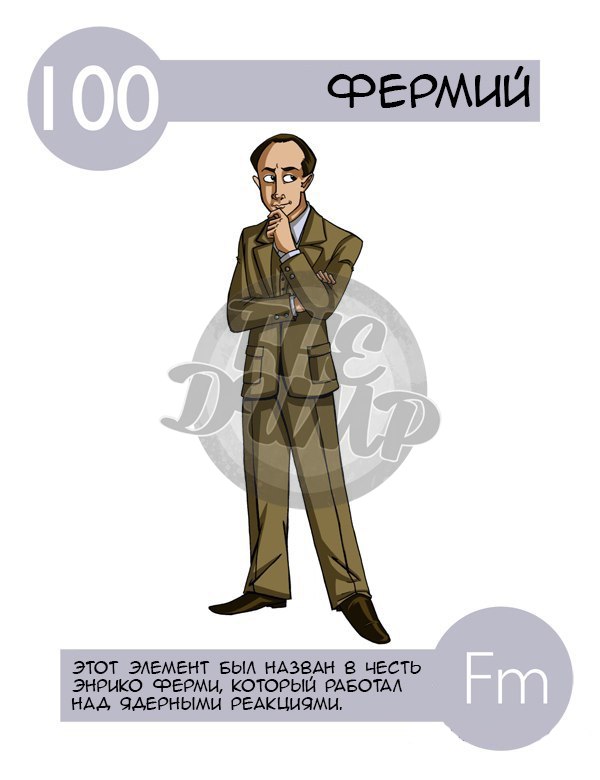 100
ФЕРМИЙ
THE
DUMP
ЭТОТ ЭЛЕМЕНТ БЫЛ НАЗВАН В ЧЕСТЬ
ЭНРИКО ФЕРМИ, КОТОРЫЙ РАБОТАЛ
НАД ЯДЕРНЫМИ РЕАКЦИЯМИ.
Fm